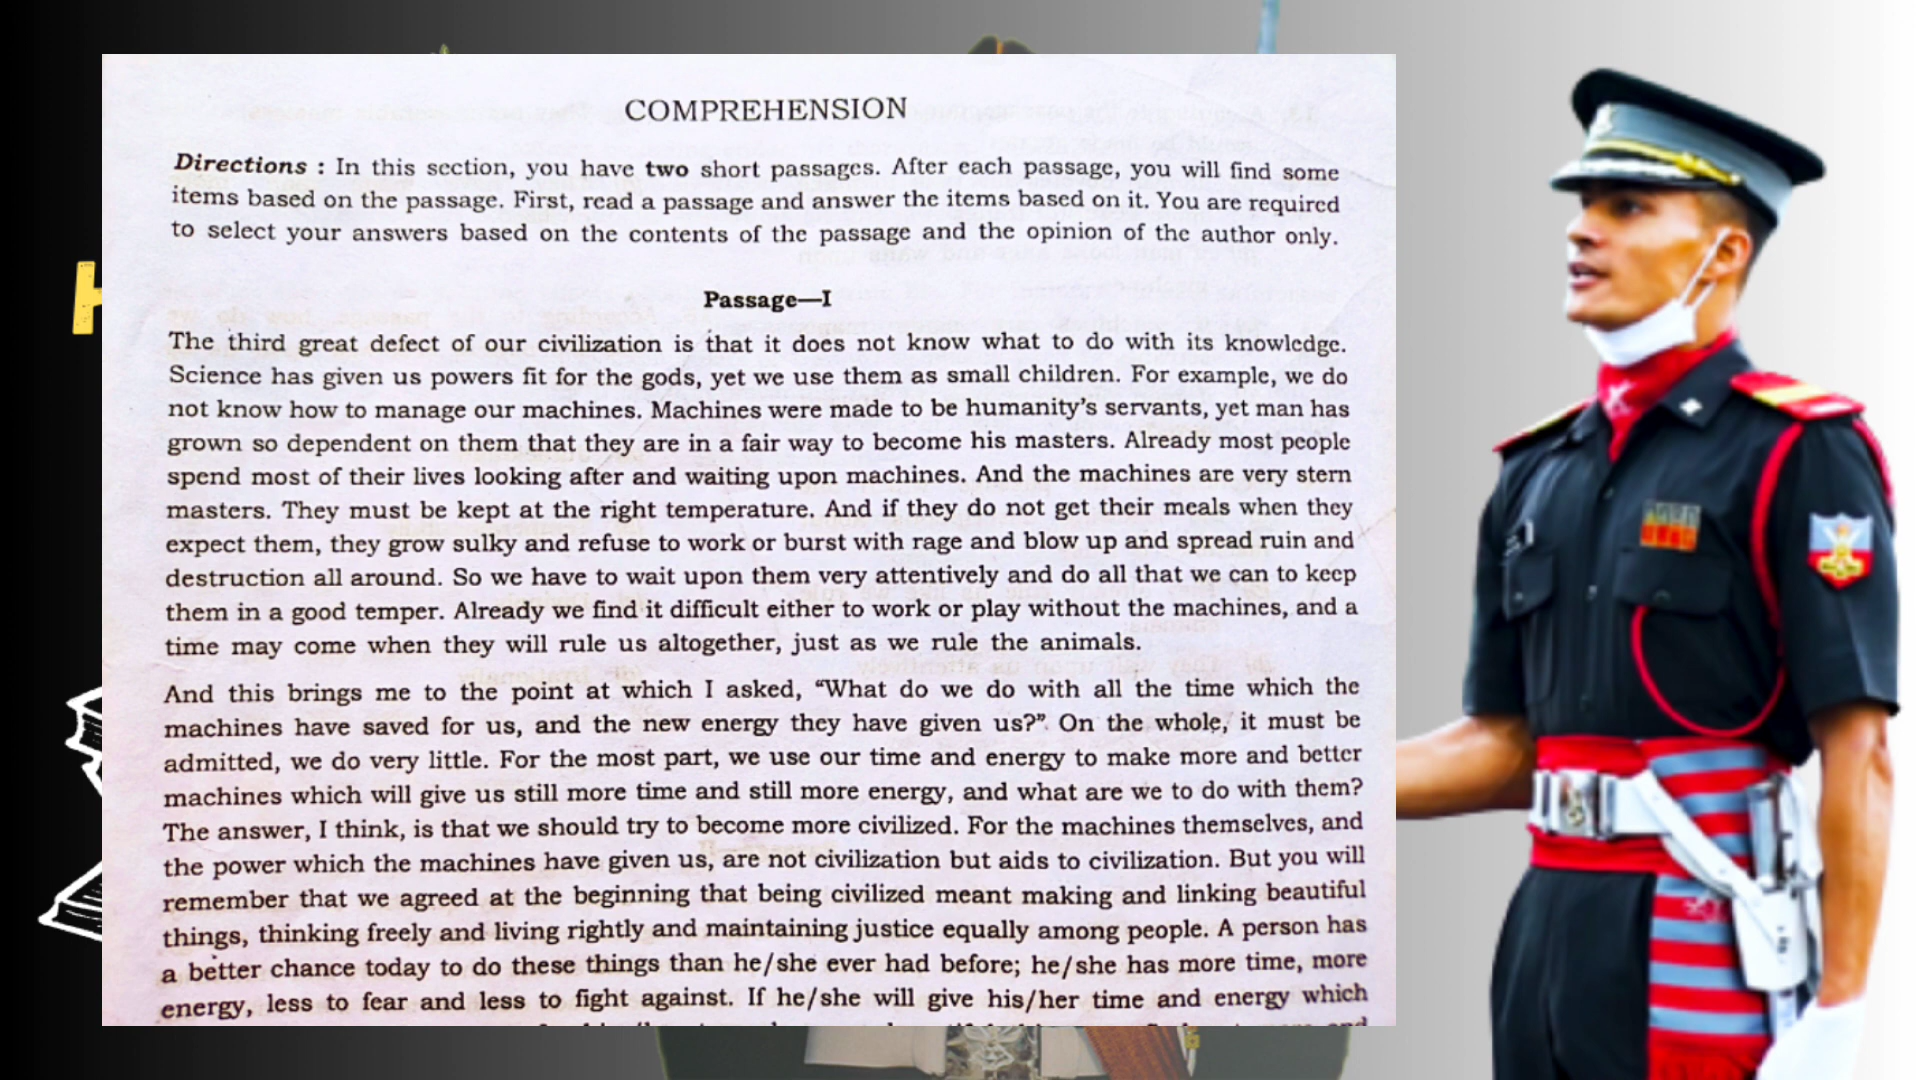 COMPREHENSION
Directions : In this section, you have two short passages. After each passage, you will find some
items based on the passage. First, read a passage and answer the items based on it. You are required
to select your answers based on the contents of the passage and the opinion of the author only.
Passage—I
The third great defect of our civilization is that it does not know what to do with its knowledge.
Science has given us powers fit for the gods, yet we use them as small children. For example, we do
not know how to manage our machines. Machines were made to be humanity's servants, yet man has
grown so dependent on them that they are in a fair way to become his masters. Already most people
spend most of their lives looking after and waiting upon machines. And the machines are very stern
masters. They must be kept at the right temperature. And if they do not get their meals when they
expect them, they grow sulky and refuse to work or burst with rage and blow up and spread ruin and
destruction all around. So we have to wait upon them very attentively and do all that we can to keep
them in a good temper. Already we find it difficult either to work or play without the machines, and a
time may come when they will rule us altogether, just as we rule the animals.
And this brings me to the point at which I asked, “What do we do with all the time which the
machines have saved for us, and the new energy they have given us?” On the whole, it must be
admitted, we do very little. For the most part, we use our time and energy to make more and better
machines which will give us still more time and still more energy, and what are we to do with them?
The answer, I think, is that we should try to become more civilized. For the machines themselves, and
the power which the machines have given us, are not civilization but aids to civilization. But you will
remember that we agreed at the beginning that being civilized meant making and linking beautiful
things, thinking freely and living rightly and maintaining justice equally among people. A person has
a better chance today to do these things than he/she ever had before; he/she has more time, more
energy, less to fear and less to fight against. If he/she will give his/her time and energy which